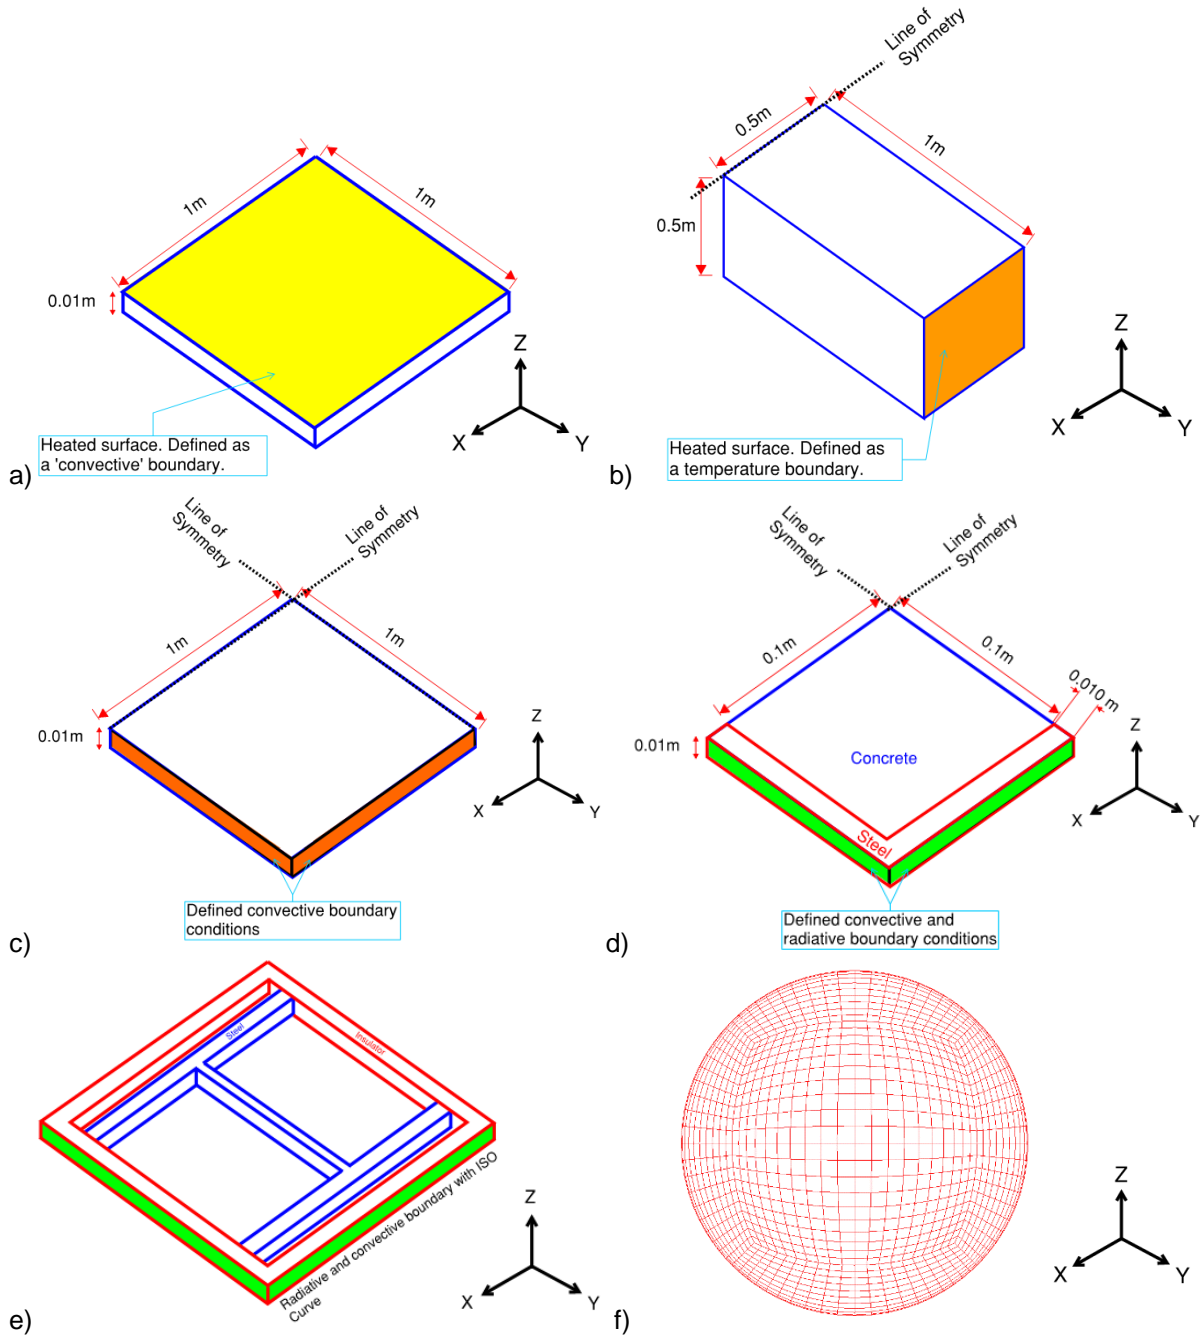 Line of
Symmetry
0.5m
1m
0.5m
1m
1m
0.01m
Z
X
Y
Heated surface. Defined as
a 'convective' boundary.
a)
Z
X
Y
Heated surface. Defined as
a temperature boundary.
b)
Line of
Symmetry
Line of
Symmetry
1m
1m
0.01m
Z
X
Y
Defined convective boundary
conditions
c)
Line of
Symmetry
Line of
Symmetry
0.1m
0.1m
0.010 m
0.01m
Concrete
Steel
Z
X
Y
Defined convective and
radiative boundary conditions
d)
Steel
Insulator
Radiative and convective boundary with ISO
Curve
Z
X
Y
e)
Z
X
Y
f)